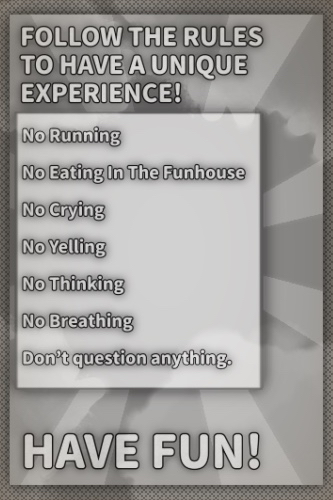 FOLLOW THE RULES
TO HAVE A UNIQUE
EXPERIENCE!
No Running
No Eating In The Funhouse
No Crying
No Yelling
No Thinking
No Breathing
Don't question anything.
HAVE FUN!